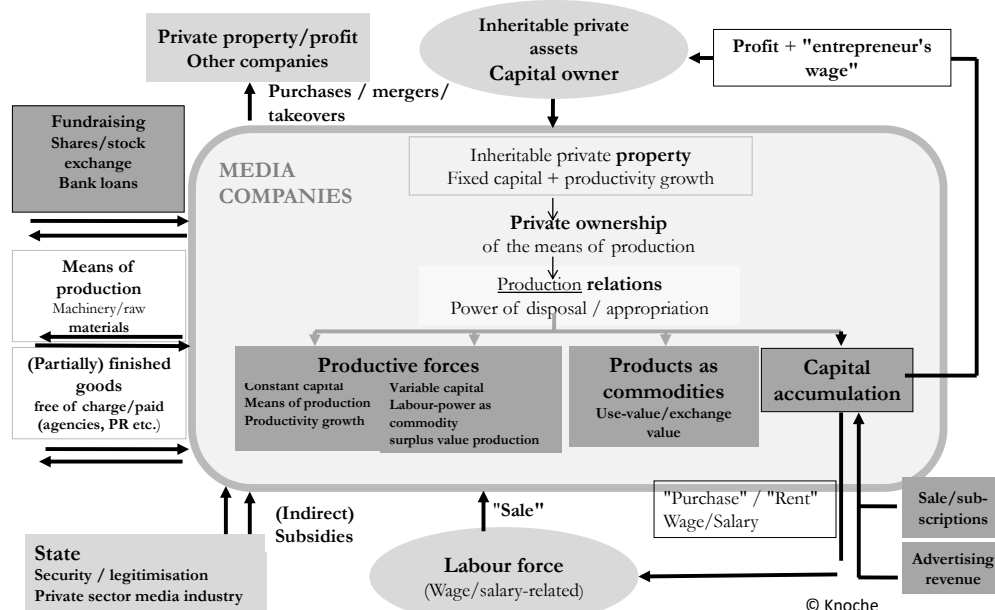 Private property/profit
Other companies
Inheritable private
assets
Capital owner
Profit + "entrepreneur's
wage"
Purchases / mergers/
takeovers
Fundraising
Shares/stock
exchange
Bank loans
MEDIA
COMPANIES
Inheritable private property
Fixed capital + productivity growth
Private ownership
of the means of production
Production relations
Power of disposal / appropriation
Means of
production
Machinery/raw
materials
(Partially) finished
goods
free of charge/paid
(agencies, PR etc.)
Productive forces
Constant capital
Means of production
Productivity growth
Variable capital
Labour-power as
commodity
surplus value production
Products as
commodities
Use-value/exchange
value
Capital
accumulation
(Indirect)
Subsidies
"Sale"
"Purchase" / "Rent"
Wage/Salary
Sale/sub-
scriptions
Advertising
revenue
State
Security / legitimisation
Private sector media industry
Labour force
(Wage/salary-related)
© Knoche